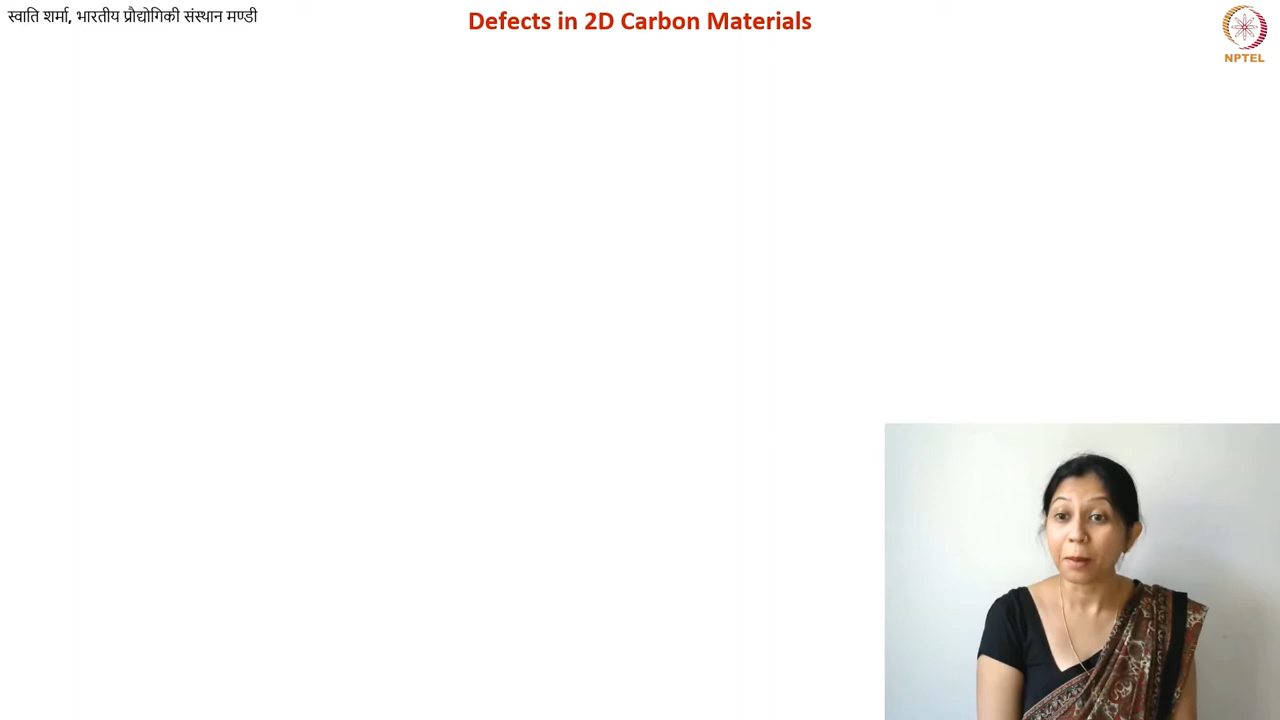 स्वाति शर्मा, भारतीय प्रौद्योगिकी संस्थान मण्डी
Defects in 2D Carbon Materials
NPTEL